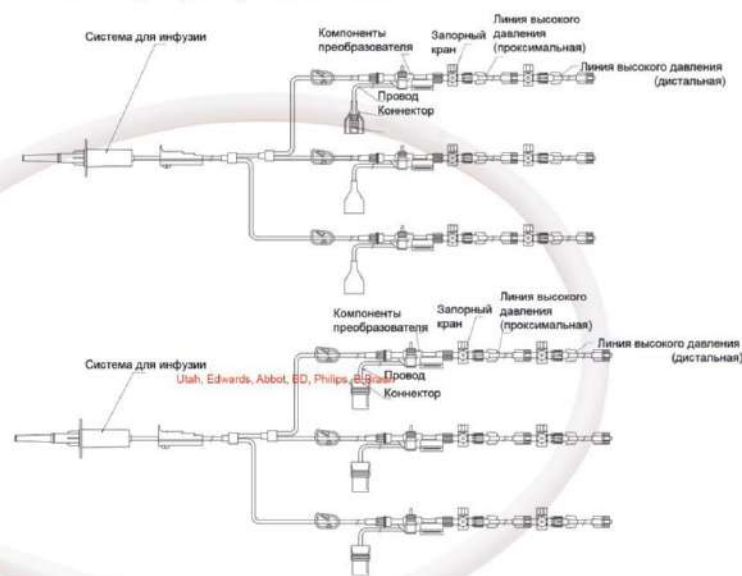 Система для инфузии
Компоненты
преобразователя
Запорный
кран
Линия высокого
давления
(проксимальная)
Линия высокого давления
(дистальная)
Провод
Коннектор
Система для инфузии
Компоненты
преобразователя
Запорный
кран
Линия высокого
давления
(проксимальная)
Линия высокого давления
(дистальная)
Utah, Edwards, Abbot, BD, Philips, B.Braun
Провод
Коннектор